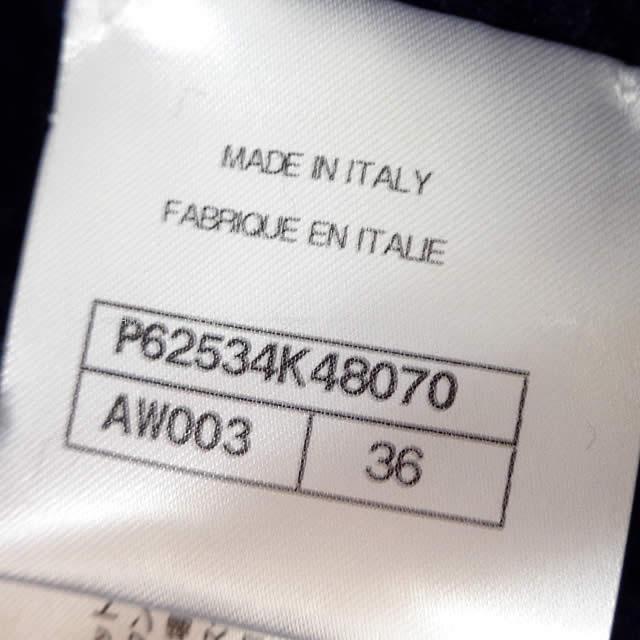 MADE IN ITALY
FABRIQUE EN ITALIE
P62534K48070
AW003 36